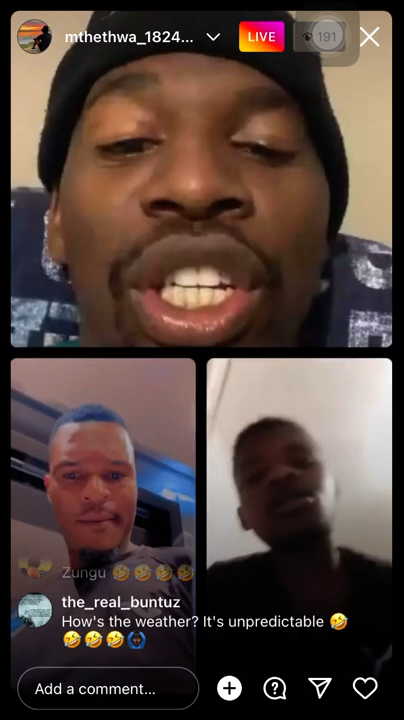 mthethwa_1824...
LIVE
191
Zungu 🤣🤣🤣🤣
the_real_buntuz
How's the weather? It's unpredictable 🤣
🤣🤣🤣🙆🏿‍♂️
Add a comment...